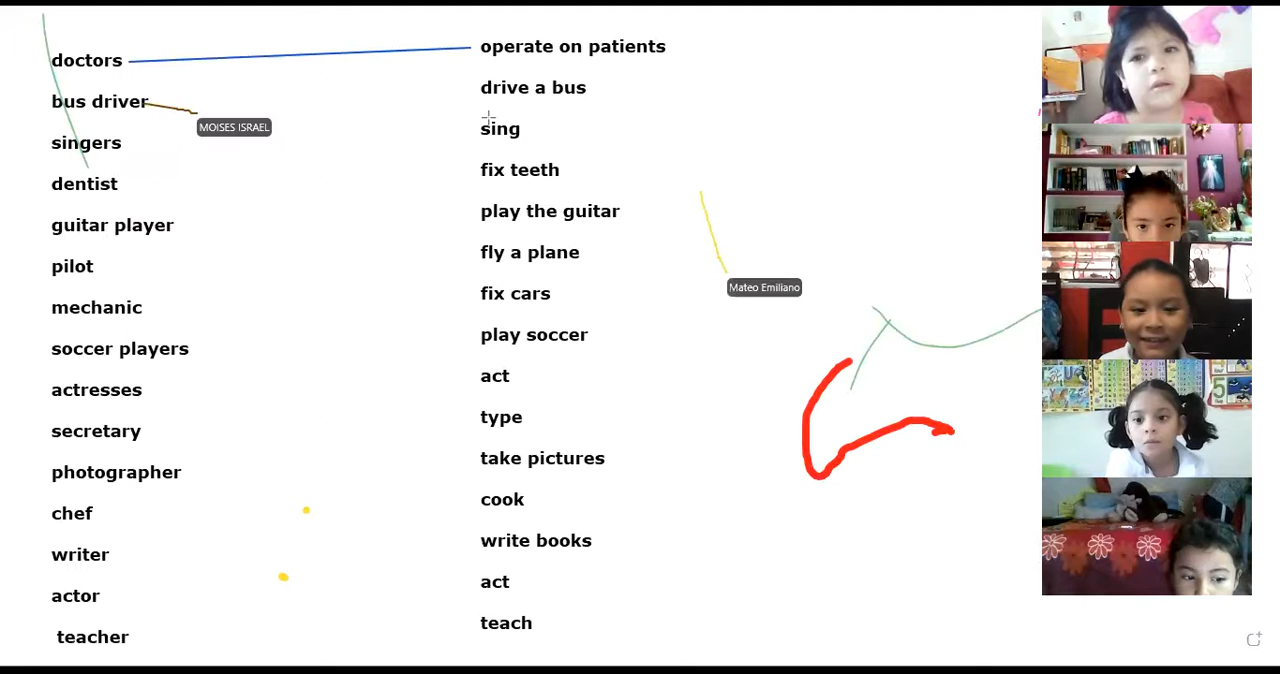 doctors operate on patients
bus driver drive a bus
MOISES ISRAEL
singers sing
dentist fix teeth
guitar player play the guitar
pilot fly a plane
Mateo Emiliano
mechanic fix cars
soccer players play soccer
actresses act
secretary type
photographer take pictures
chef cook
writer write books
actor act
teacher teach
5